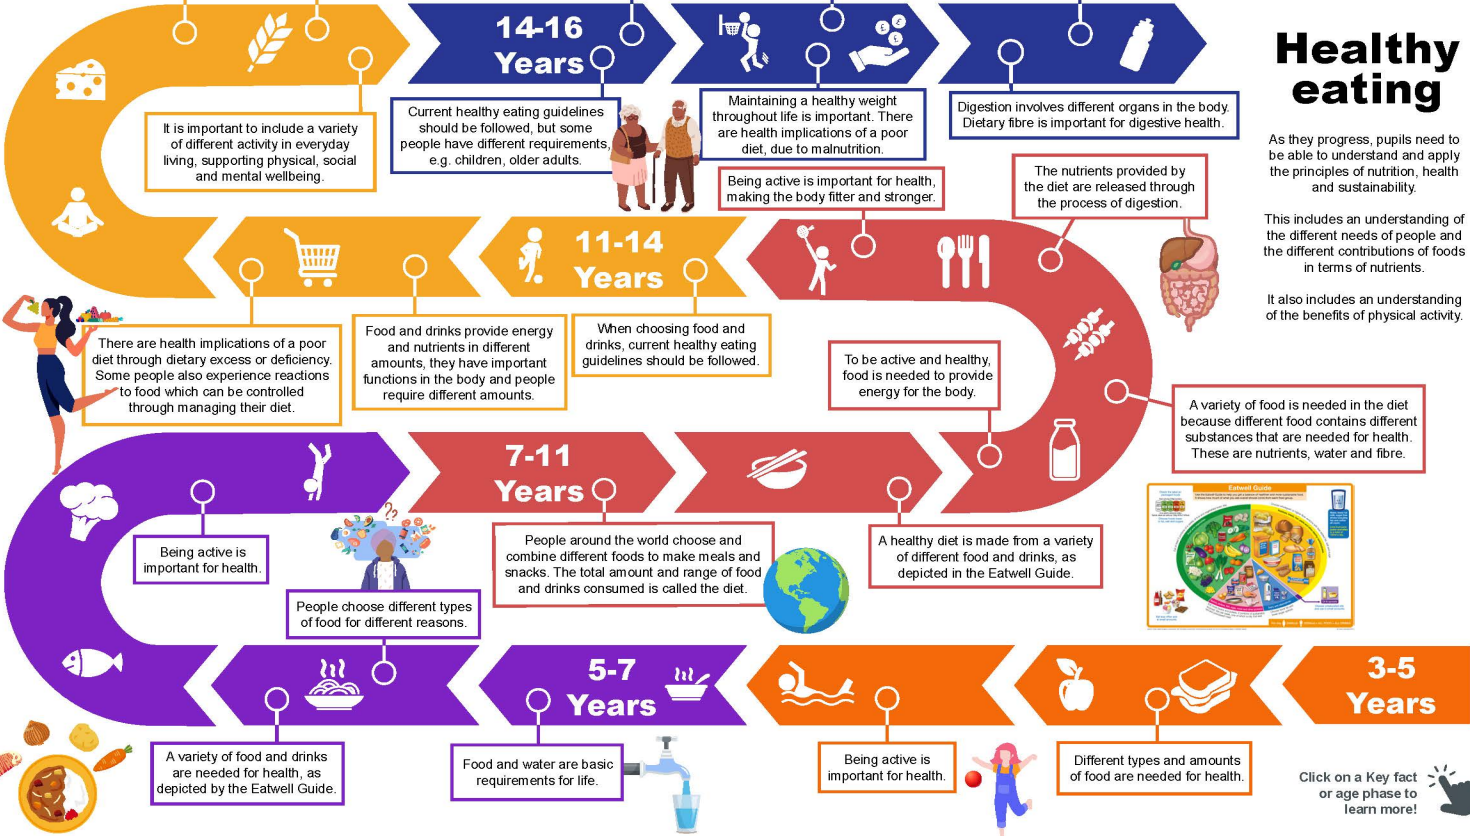 14-16
Years
Healthy
eating
As they progress, pupils need to
be able to understand and apply
the principles of nutrition, health
and sustainability.
This includes an understanding of
the different needs of people and
the different contributions of foods
in terms of nutrients.
It also includes an understanding
of the benefits of physical activity.
It is important to include a variety
of different activity in everyday
living, supporting physical, social
and mental wellbeing.
Current healthy eating guidelines
should be followed, but some
people have different requirements,
e.g. children, older adults.
Maintaining a healthy weight
throughout life is important. There
are health implications of a poor
diet, due to malnutrition.
Digestion involves different organs in the body.
Dietary fibre is important for digestive health.
Being active is important for health,
making the body fitter and stronger.
The nutrients provided by
the diet are released through
the process of digestion.
11-14
Years
There are health implications of a poor
diet through dietary excess or deficiency.
Some people also experience reactions
to food which can be controlled
through managing their diet.
Food and drinks provide energy
and nutrients in different
amounts, they have important
functions in the body and people
require different amounts.
When choosing food and
drinks, current healthy eating
guidelines should be followed.
To be active and healthy,
food is needed to provide
energy for the body.
A variety of food is needed in the diet
because different food contains different
substances that are needed for health.
These are nutrients, water and fibre.
7-11
Years
Being active is
important for health.
People choose different types
of food for different reasons.
People around the world choose and
combine different foods to make meals and
snacks. The total amount and range of food
and drinks consumed is called the diet.
A healthy diet is made from a variety
of different food and drinks, as
depicted in the Eatwell Guide.
Eatwell Guide
5-7
Years
3-5
Years
A variety of food and drinks
are needed for health, as
depicted by the Eatwell Guide.
Food and water are basic
requirements for life.
Being active is
important for health.
Different types and amounts
of food are needed for health.
Click on a Key fact
or age phase to
learn more!